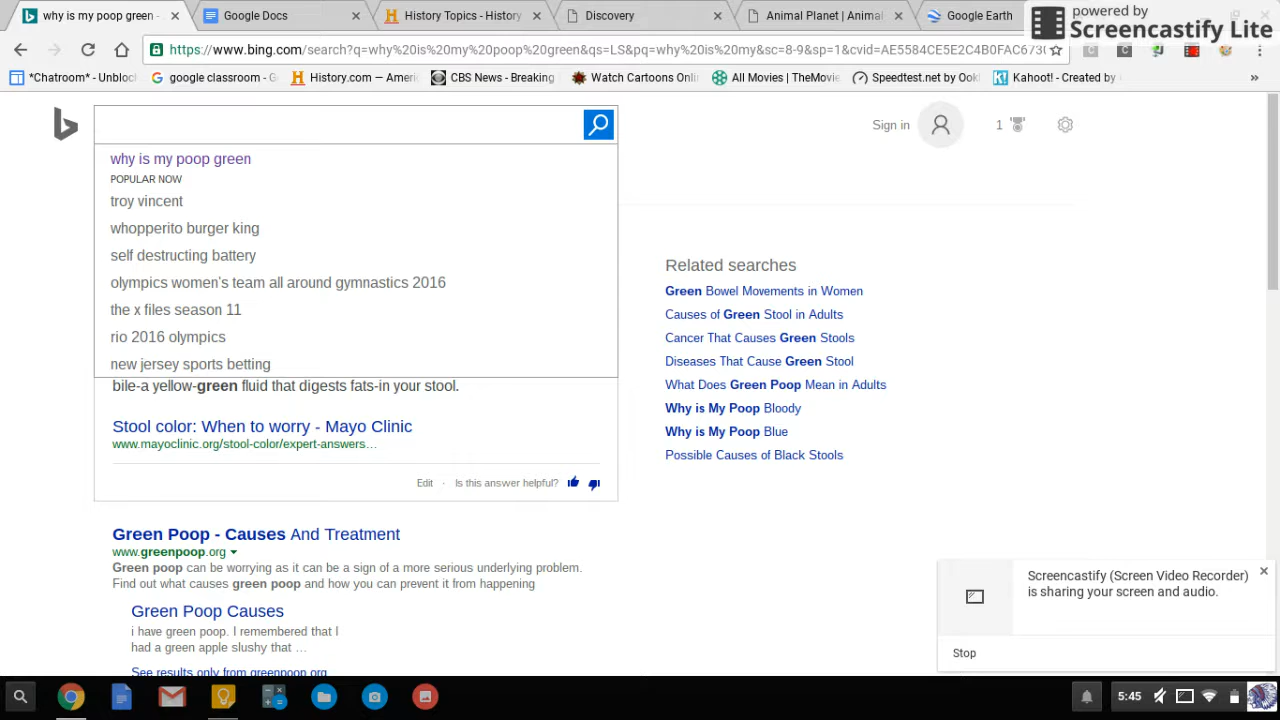 why is my poop green -
Google Docs
History Topics - History
Discovery
Animal Planet | Animal
Google Earth
powered by
Screencastify Lite
https://www.bing.com/search?q=why%20is%20my%20poop%20green&qs=LS&pq=why%20is%20my&sc=8-9&sp=1&cvid=AE5584CE5E2C4B0FAC673
*Chatroom* - Unbloc
google classroom - G
History.com — Ameri
CBS News - Breaking
Watch Cartoons Onli
All Movies | TheMovie
Speedtest.net by Ookl
Kahoot! - Created by
Sign in
1
why is my poop green
POPULAR NOW
troy vincent
whopperito burger king
self destructing battery
olympics women's team all around gymnastics 2016
the x files season 11
rio 2016 olympics
new jersey sports betting
bile-a yellow-green fluid that digests fats-in your stool.
Stool color: When to worry - Mayo Clinic
www.mayoclinic.org/stool-color/expert-answers…
Edit · Is this answer helpful?
Related searches
Green Bowel Movements in Women
Causes of Green Stool in Adults
Cancer That Causes Green Stools
Diseases That Cause Green Stool
What Does Green Poop Mean in Adults
Why is My Poop Bloody
Why is My Poop Blue
Possible Causes of Black Stools
Green Poop - Causes And Treatment
www.greenpoop.org
Green poop can be worrying as it can be a sign of a more serious underlying problem.
Find out what causes green poop and how you can prevent it from happening
Green Poop Causes
i have green poop. I remembered that I
had a green apple slushy that …
See results only from greenpoop.org
Screencastify (Screen Video Recorder)
is sharing your screen and audio.
Stop
5:45